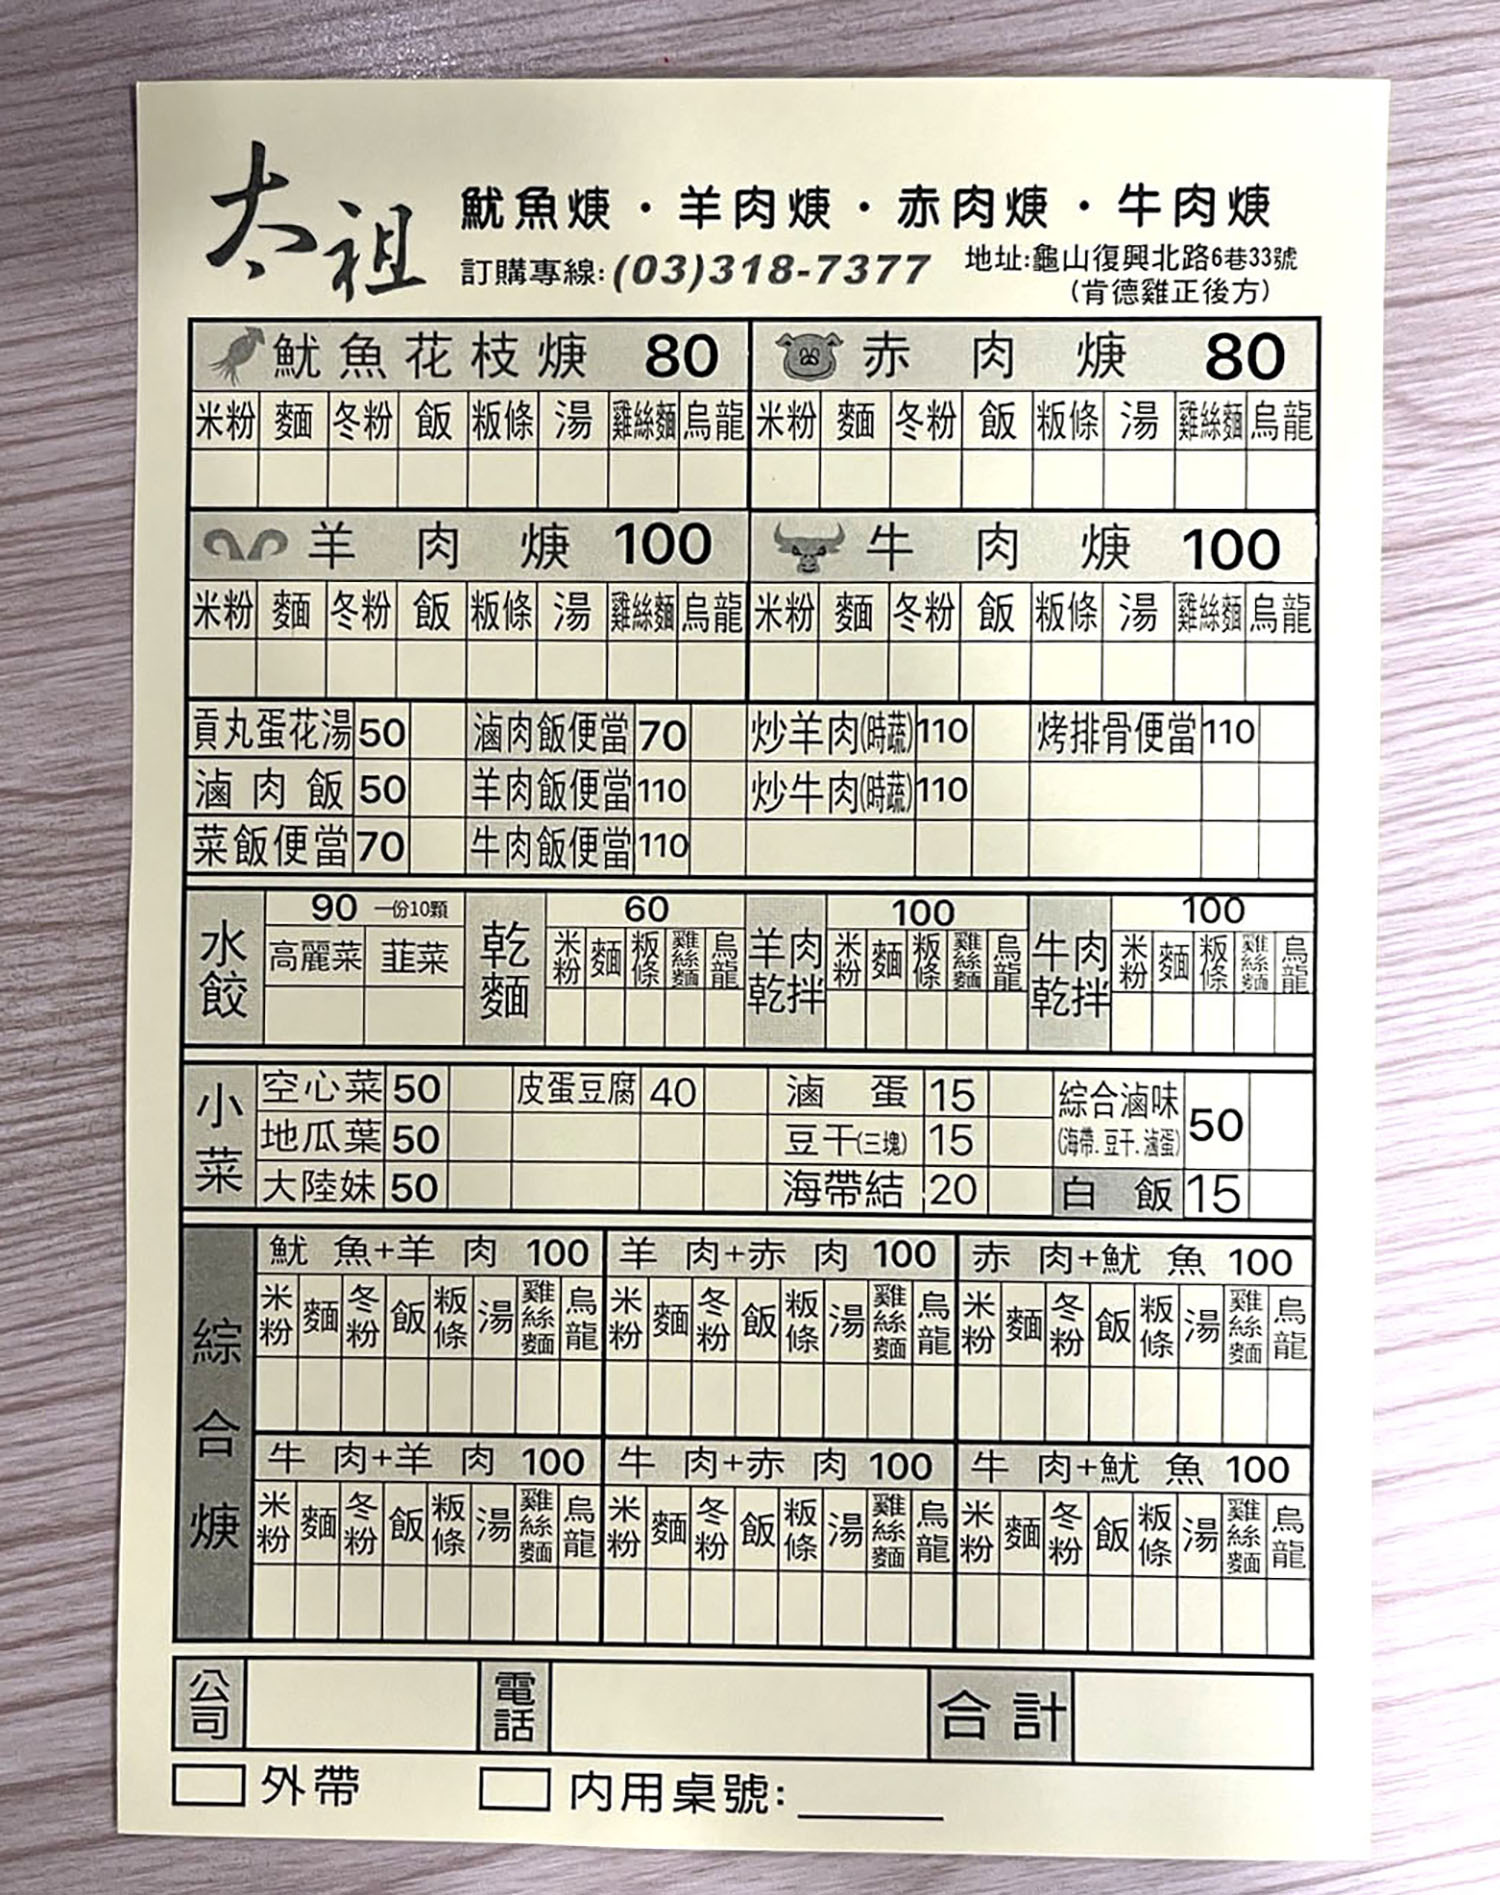 太祖
魷魚焿・羊肉焿・赤肉焿・牛肉焿
訂購專線:(03)318-7377
地址:龜山復興北路6巷33號
(肯德雞正後方)
魷魚花枝焿 80
赤肉焿 80
米粉 麵 冬粉 飯 粄條 湯 雞絲麵 烏龍 米粉 麵 冬粉 飯 粄條 湯 雞絲麵 烏龍
羊肉焿 100
牛肉焿 100
米粉 麵 冬粉 飯 粄條 湯 雞絲麵 烏龍 米粉 麵 冬粉 飯 粄條 湯 雞絲麵 烏龍
貢丸蛋花湯 50 滷肉飯便當 70 炒羊肉(時蔬) 110 烤排骨便當 110
滷肉飯 50 羊肉飯便當 110 炒牛肉(時蔬) 110
菜飯便當 70 牛肉飯便當 110
水餃
90 一份10顆
高麗菜 韮菜
乾麵
60
米粉 麵 粄條 雞絲麵 烏龍
羊肉乾拌
100
米粉 麵 粄條 雞絲麵 烏龍
牛肉乾拌
100
米粉 麵 粄條 雞絲麵 烏龍
小菜
空心菜 50 皮蛋豆腐 40 滷蛋 15 綜合滷味 50
地瓜葉 50 豆干(三塊) 15 (海帶.豆干.滷蛋)
大陸妹 50 海帶結 20 白飯 15
綜合焿
魷魚+羊肉 100 羊肉+赤肉 100 赤肉+魷魚 100
米粉 麵 冬粉 飯 粄條 湯 雞絲麵 烏龍 米粉 麵 冬粉 飯 粄條 湯 雞絲麵 烏龍 米粉 麵 冬粉 飯 粄條 湯 雞絲麵 烏龍
牛肉+羊肉 100 牛肉+赤肉 100 牛肉+魷魚 100
米粉 麵 冬粉 飯 粄條 湯 雞絲麵 烏龍 米粉 麵 冬粉 飯 粄條 湯 雞絲麵 烏龍 米粉 麵 冬粉 飯 粄條 湯 雞絲麵 烏龍
公司 電話 合計
外帶 內用桌號: